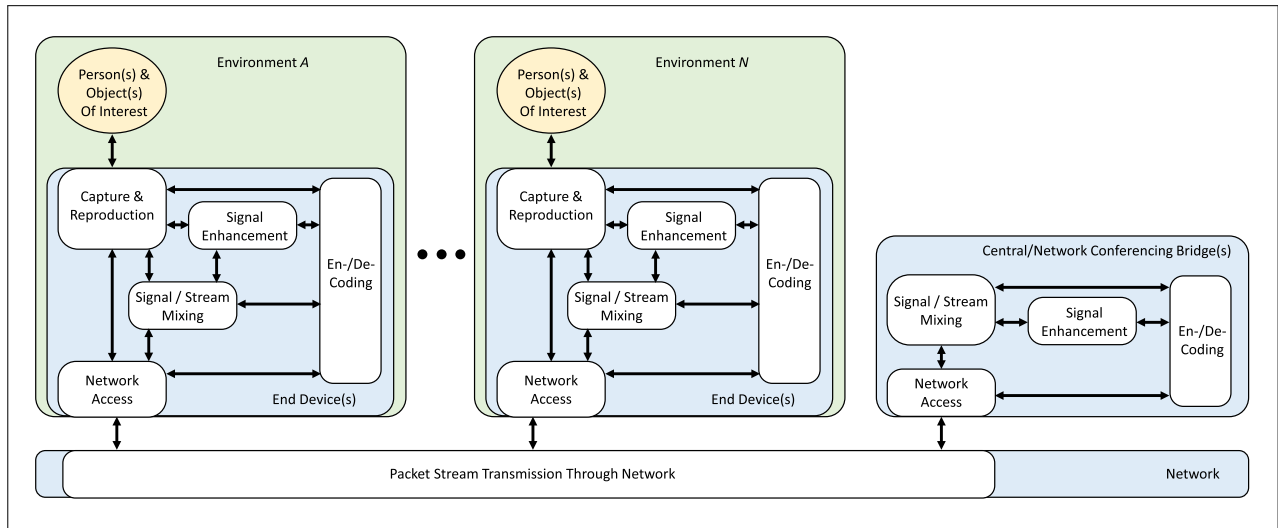 Environment A
Person(s) &
Object(s)
Of Interest
Capture &
Reproduction
Signal
Enhancement
En-/De-
Coding
Signal / Stream
Mixing
Network
Access
End Device(s)
Environment N
Person(s) &
Object(s)
Of Interest
Capture &
Reproduction
Signal
Enhancement
En-/De-
Coding
Signal / Stream
Mixing
Network
Access
End Device(s)
Central/Network Conferencing Bridge(s)
Signal / Stream
Mixing
Signal
Enhancement
En-/De-
Coding
Network
Access
Packet Stream Transmission Through Network
Network